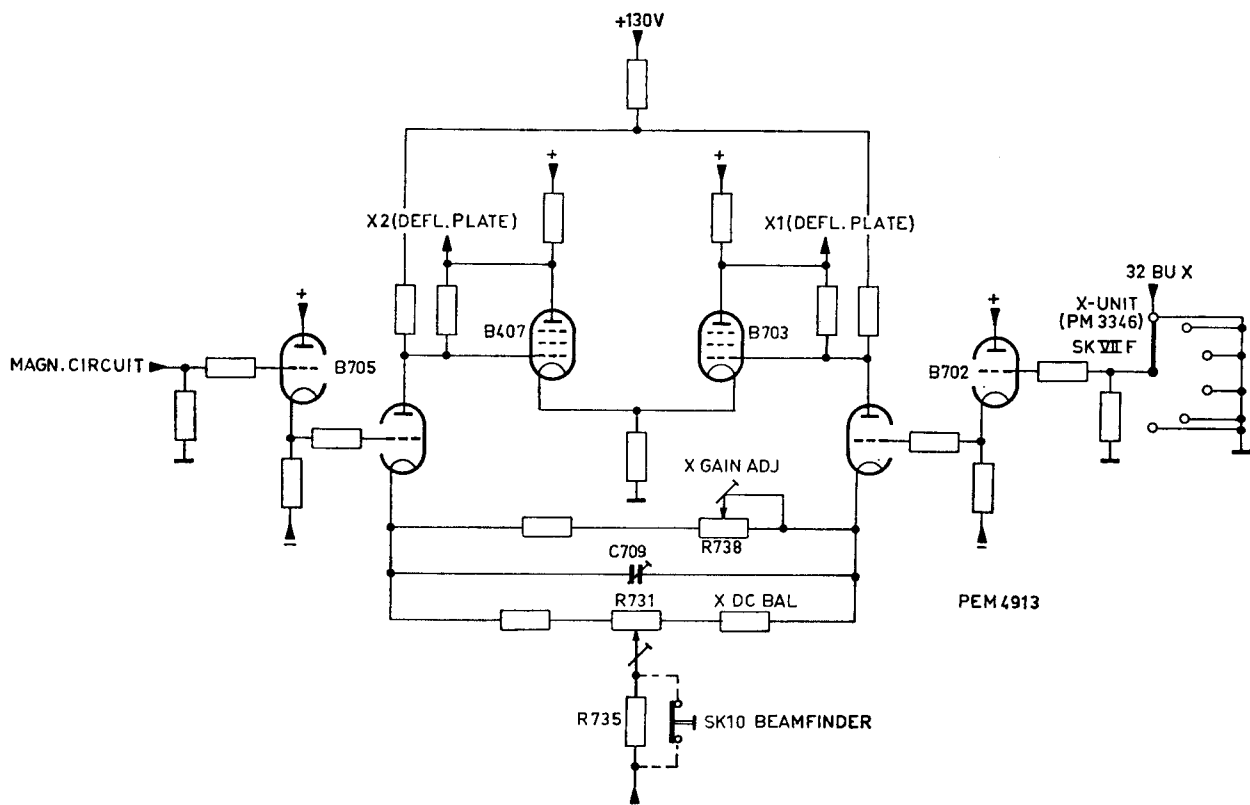 +130V
+
+
X2(DEFL. PLATE)
X1(DEFL. PLATE)
32 BU X
X-UNIT
(PM 3346)
SK VII F
+
+
B407
B703
MAGN. CIRCUIT
B705
B702
X GAIN ADJ
R738
C709
R731
X DC BAL
PEM 4913
R735
SK10 BEAMFINDER